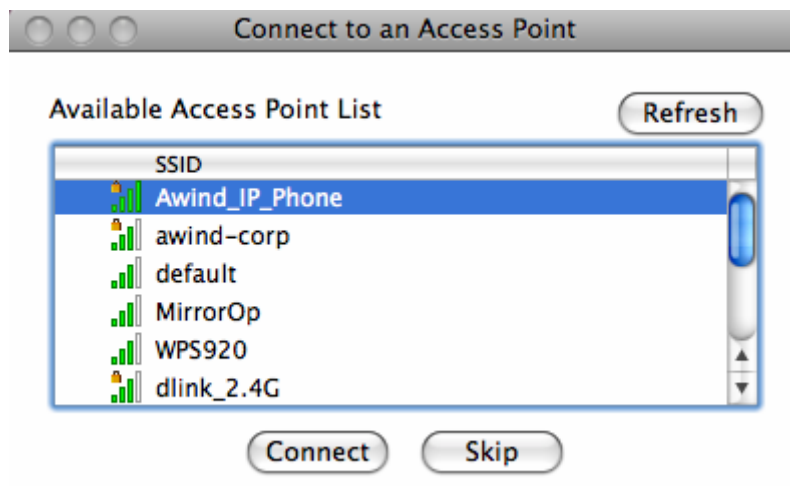 Connect to an Access Point
Available Access Point List Refresh
SSID
Awind_IP_Phone
awind-corp
default
MirrorOp
WPS920
dlink_2.4G
Connect Skip